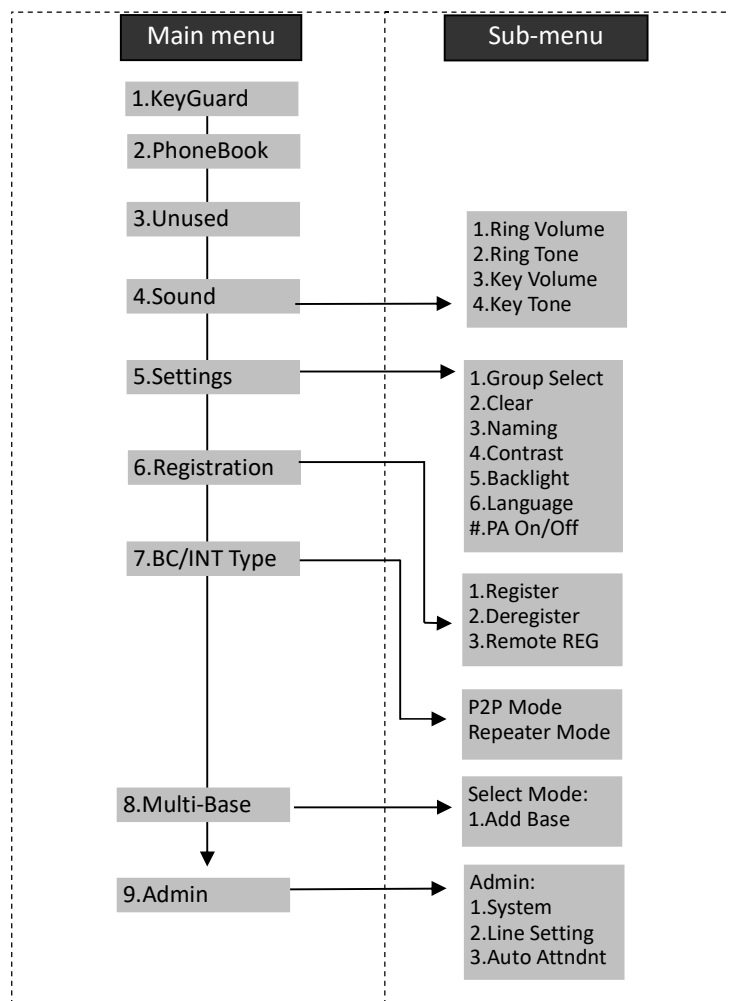 Main menu
Sub-menu
1.KeyGuard
2.PhoneBook
3.Unused
4.Sound
1.Ring Volume
2.Ring Tone
3.Key Volume
4.Key Tone
5.Settings
1.Group Select
2.Clear
3.Naming
4.Contrast
5.Backlight
6.Language
#.PA On/Off
6.Registration
1.Register
2.Deregister
3.Remote REG
7.BC/INT Type
P2P Mode
Repeater Mode
8.Multi-Base
Select Mode:
1.Add Base
9.Admin
Admin:
1.System
2.Line Setting
3.Auto Attndnt